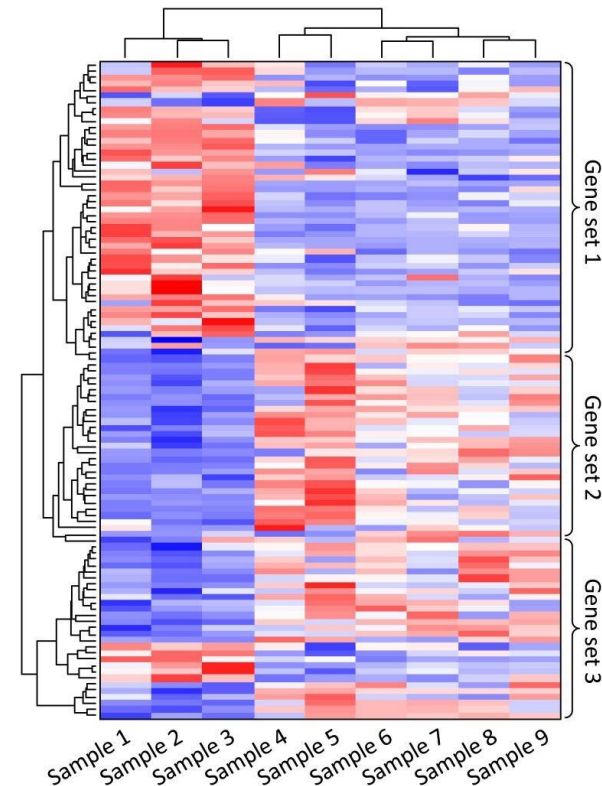 Gene set 1
Gene set 2
Gene set 3
Sample 1
Sample 2
Sample 3
Sample 4
Sample 5
Sample 6
Sample 7
Sample 8
Sample 9